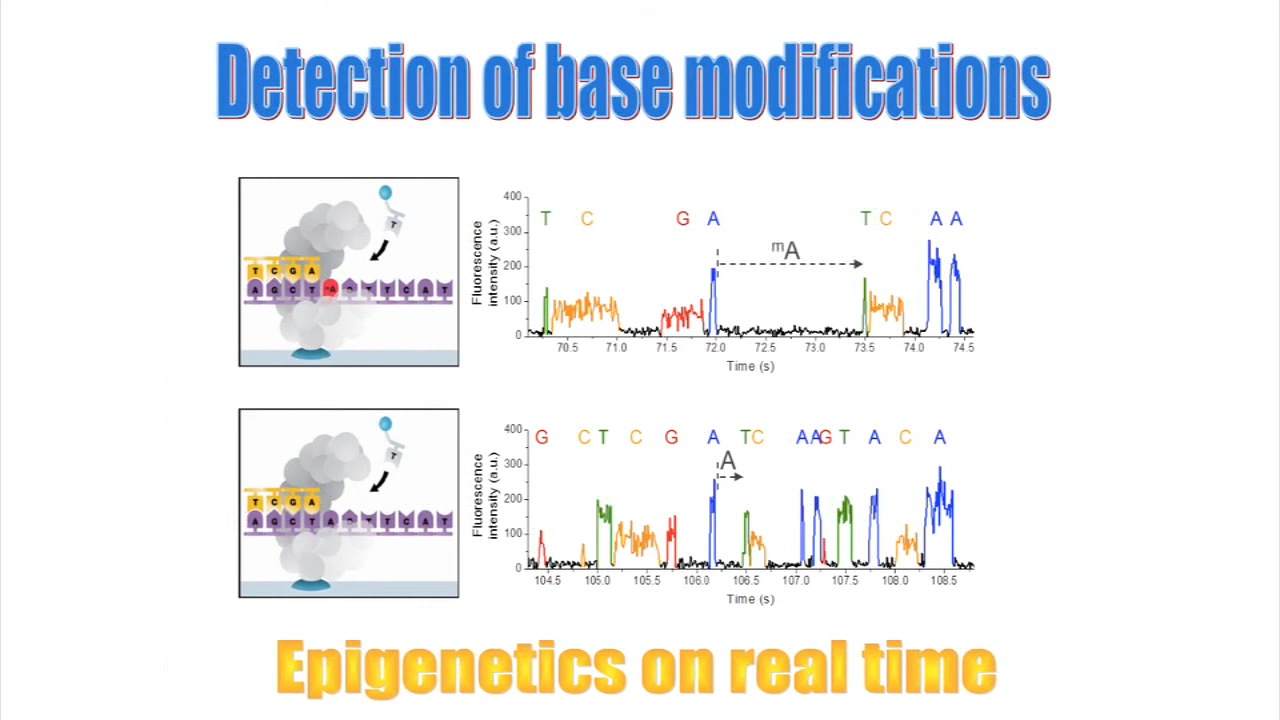 Detection of base modifications
T
T C G A
A G C T A G T T C A T
400
300
200
100
0
Fluorescence
intensity (a.u.)
T C G A T C A A
mA
70.5 71.0 71.5 72.0 72.5 73.0 73.5 74.0 74.5
Time (s)
T
T C G A
A G C T A G T T C A T
400
300
200
100
0
Fluorescence
intensity (a.u.)
G C T C G A T C A A G T A C A
A
104.5 105.0 105.5 106.0 106.5 107.0 107.5 108.0 108.5
Time (s)
Epigenetics on real time